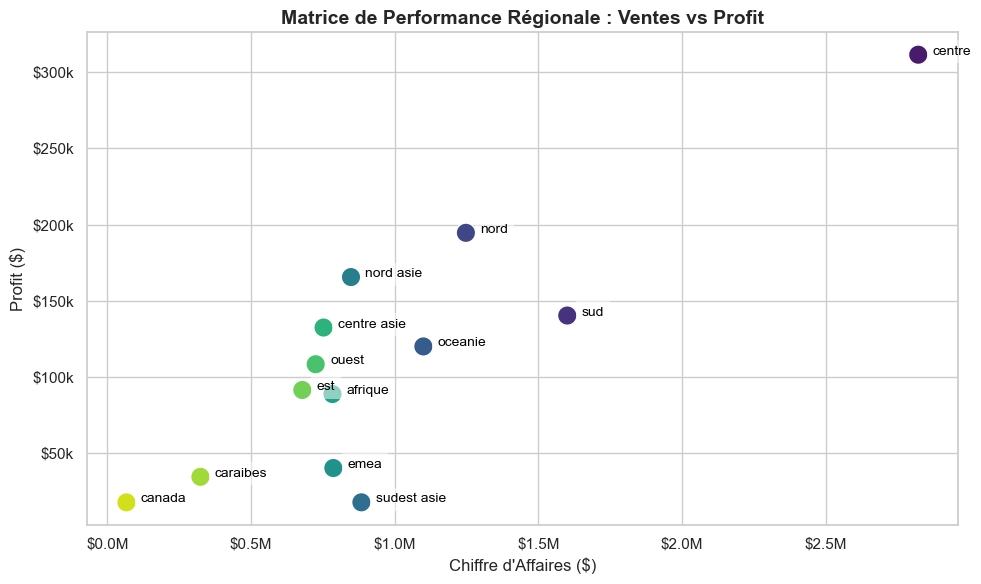 Matrice de Performance Régionale : Ventes vs Profit
centre
$300k
$250k
nord
$200k
nord asie
$150k
sud
centre asie
oceanie
ouest
$100k
est
afrique
$50k
emea
caraibes
canada
sudest asie
Profit ($)
$0.0M $0.5M $1.0M $1.5M $2.0M $2.5M
Chiffre d'Affaires ($)